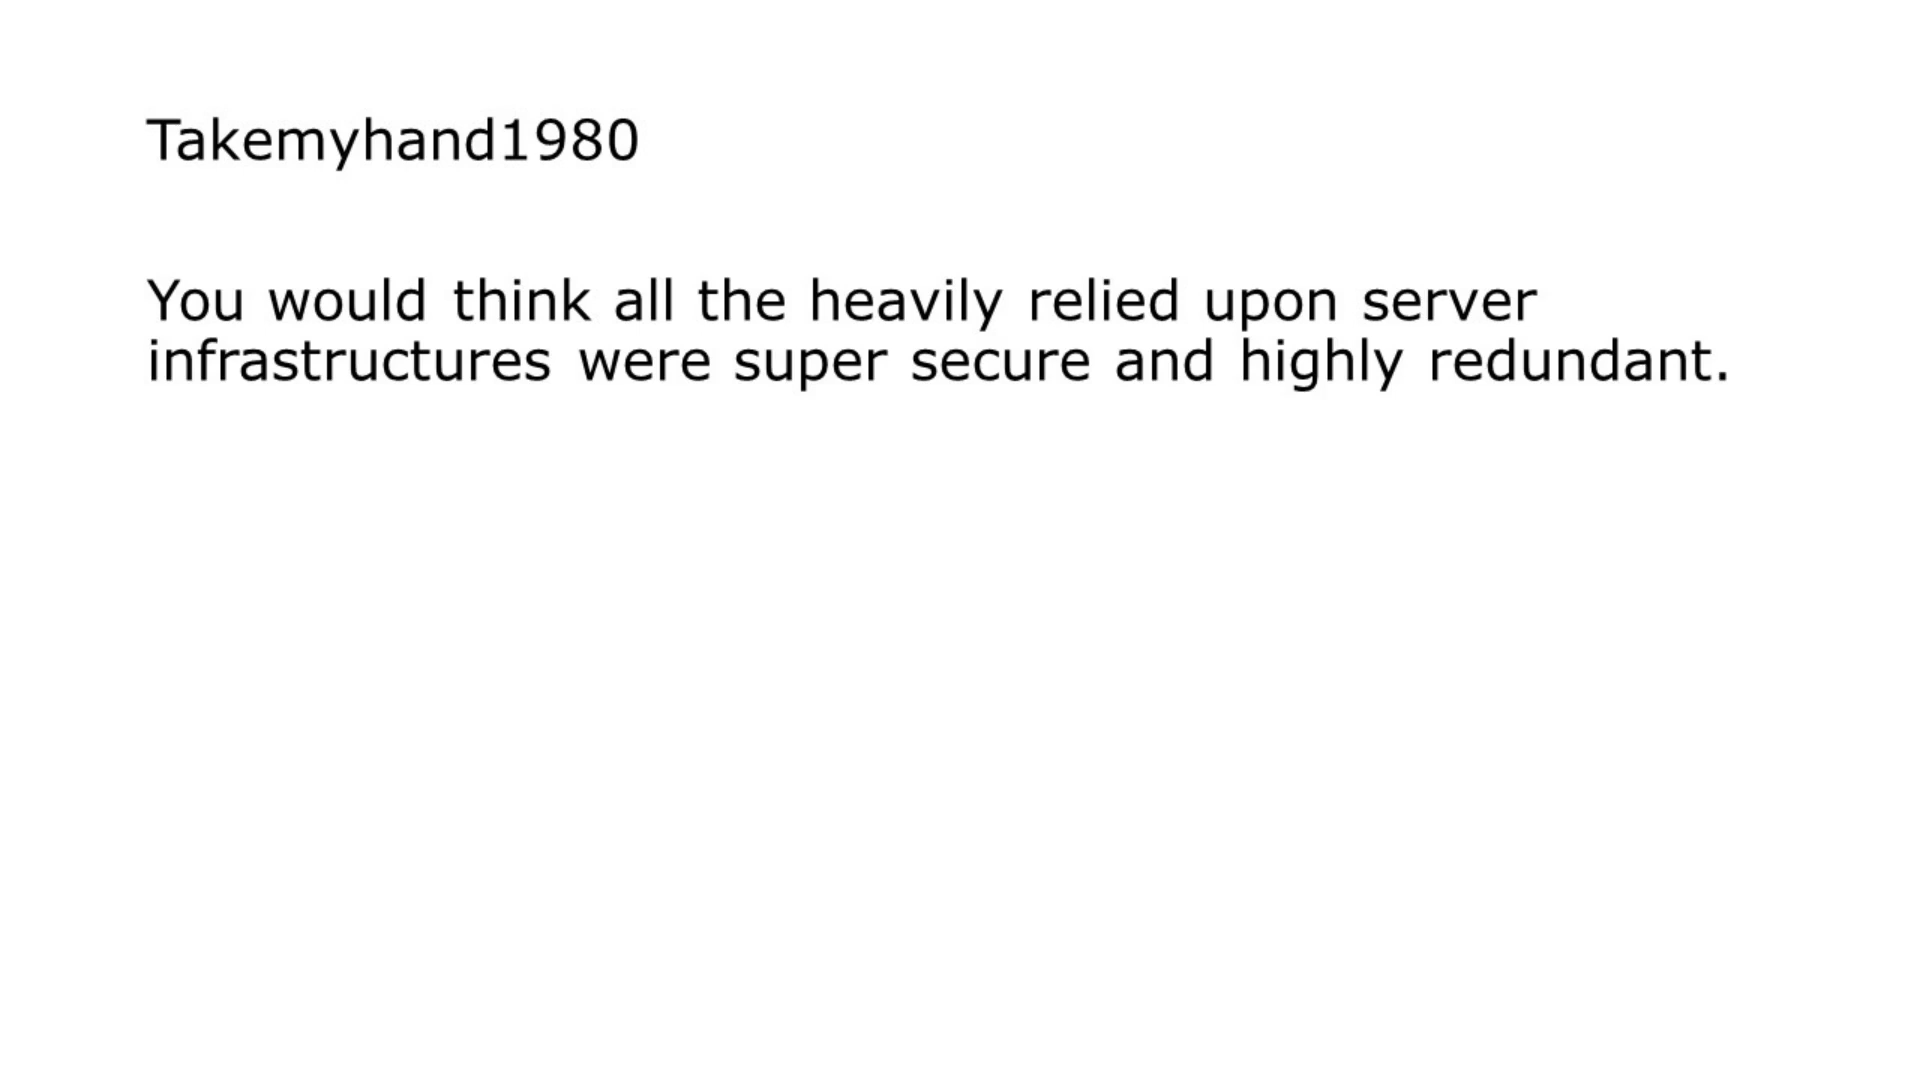 Takemyhand1980
You would think all the heavily relied upon server
infrastructures were super secure and highly redundant.